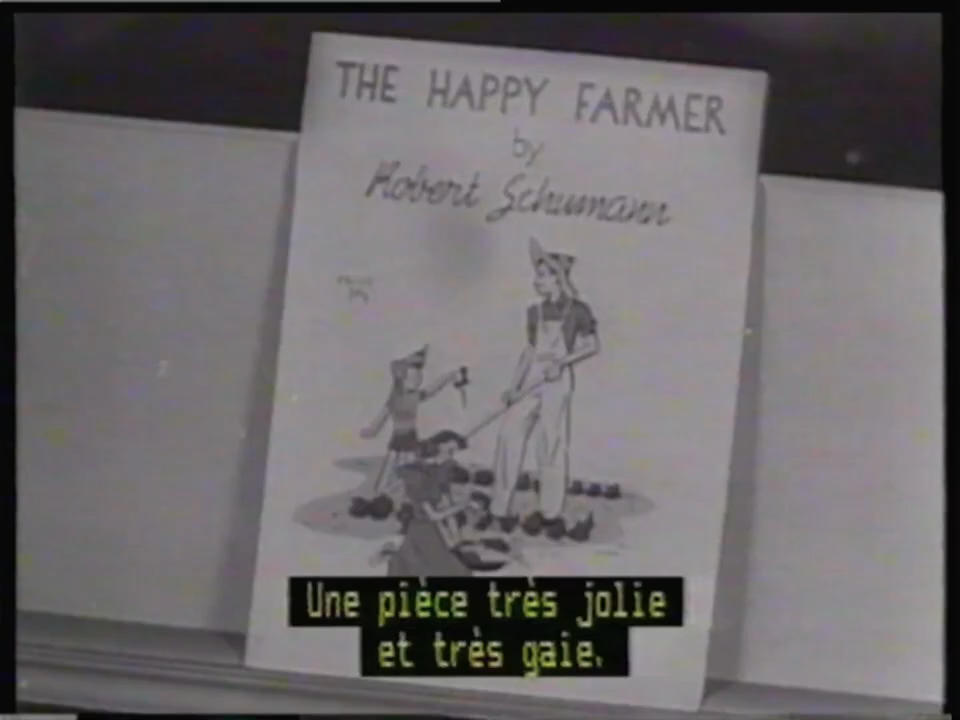 THE HAPPY FARMER
by
Robert Schumann
Une pièce très jolie
et très gaie.